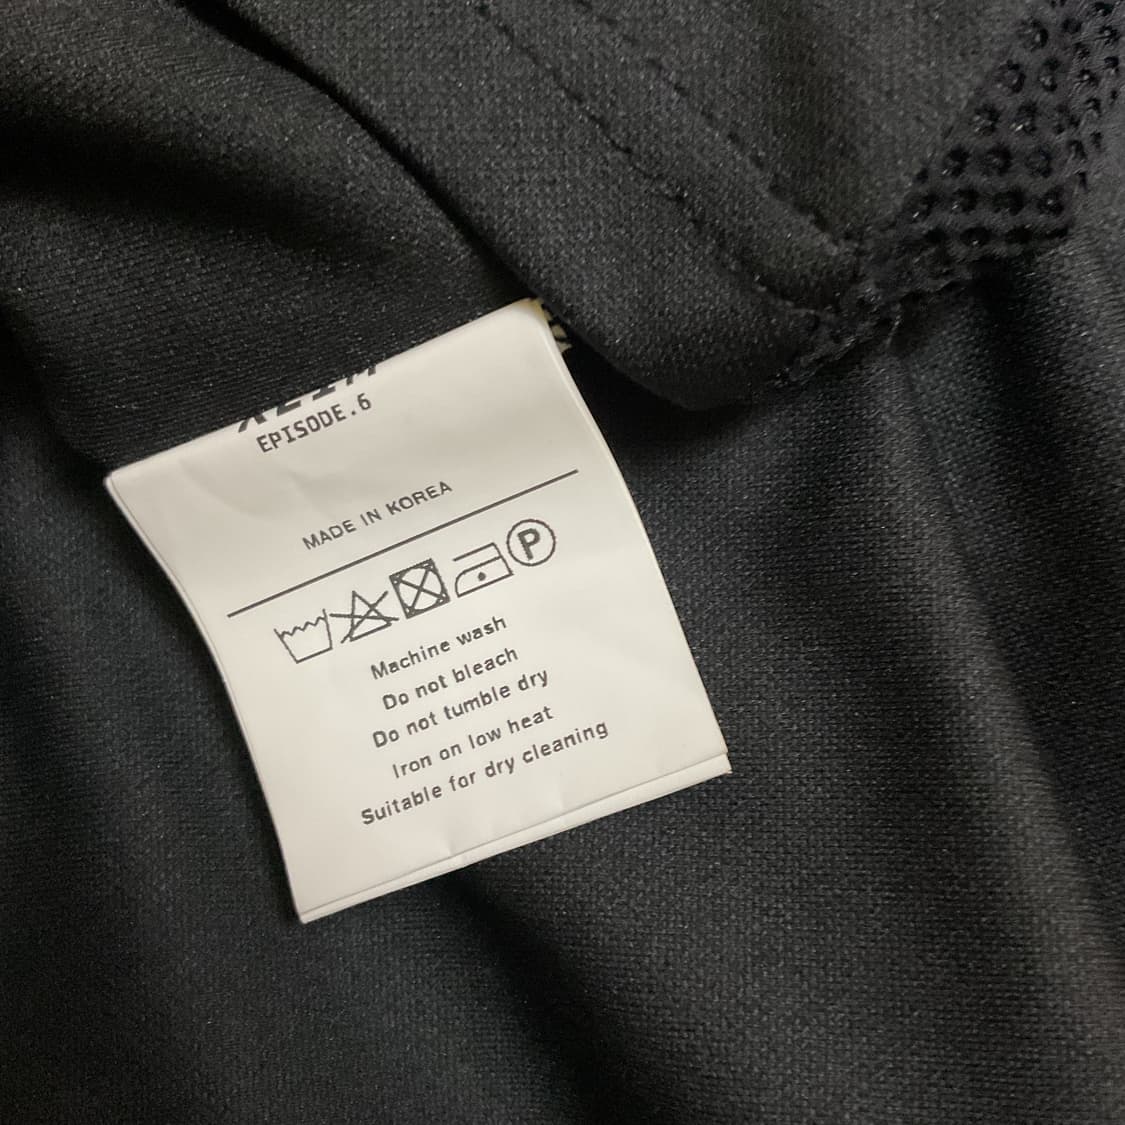 EPISODE.6
MADE IN KOREA
P
Machine wash
Do not bleach
Do not tumble dry
Iron on low heat
Suitable for dry cleaning